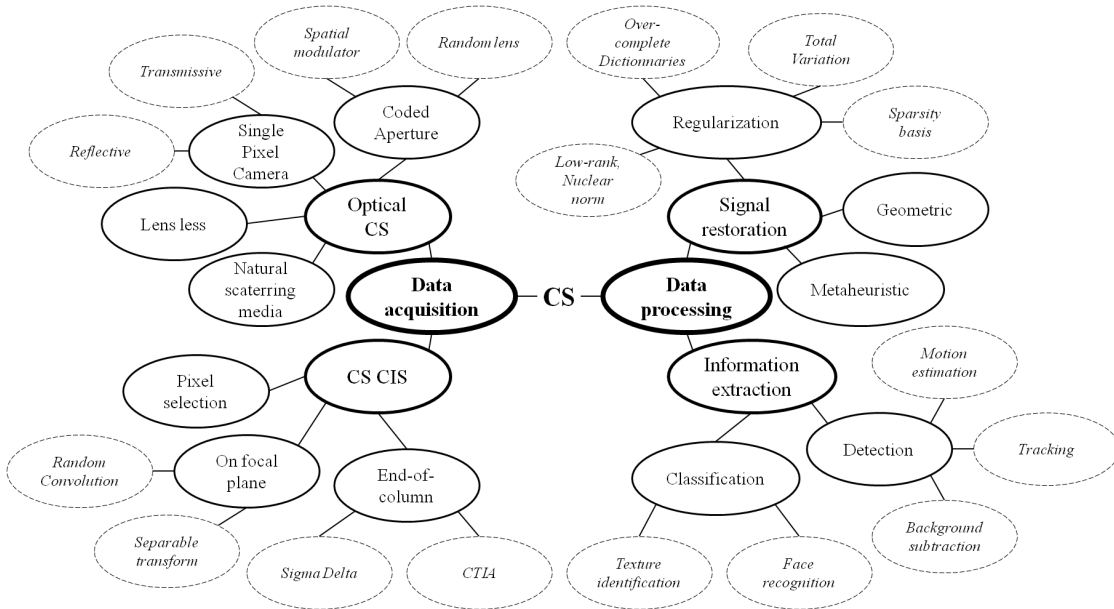 Spatial
modulator
Random lens
Transmissive
Coded
Aperture
Reflective
Single
Pixel
Camera
Lens less
Optical
CS
Natural
scaterring
media
Data
acquisition
CS
Data
processing
Over-
complete
Dictionnaries
Total
Variation
Regularization
Sparsity
basis
Low-rank,
Nuclear
norm
Signal
restoration
Geometric
Metaheuristic
CS CIS
Pixel
selection
On focal
plane
Random
Convolution
Separable
transform
End-of-
column
Sigma Delta
CTIA
Information
extraction
Motion
estimation
Detection
Tracking
Background
subtraction
Classification
Texture
identification
Face
recognition